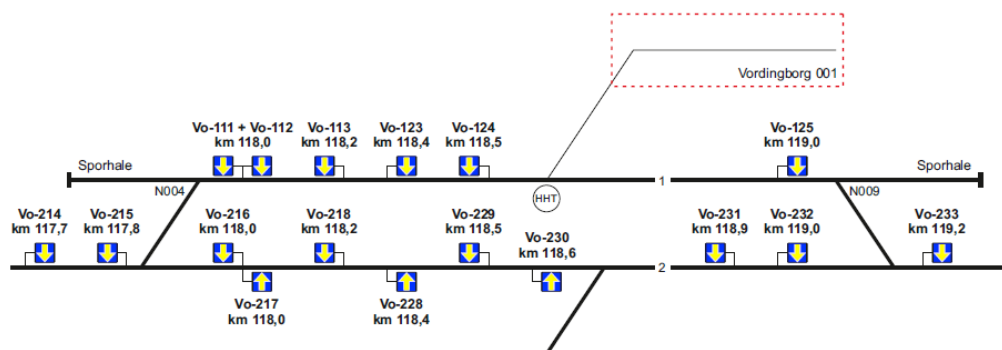 Vordingborg 001
Vo-111 + Vo-112
km 118,0
Vo-113
km 118,2
Vo-123
km 118,4
Vo-124
km 118,5
Vo-125
km 119,0
Sporhale
Sporhale
1
N004
N009
HHT
Vo-214
km 117,7
Vo-215
km 117,8
Vo-216
km 118,0
Vo-218
km 118,2
Vo-229
km 118,5
Vo-230
km 118,6
Vo-231
km 118,9
Vo-232
km 119,0
Vo-233
km 119,2
2
Vo-217
km 118,0
Vo-228
km 118,4